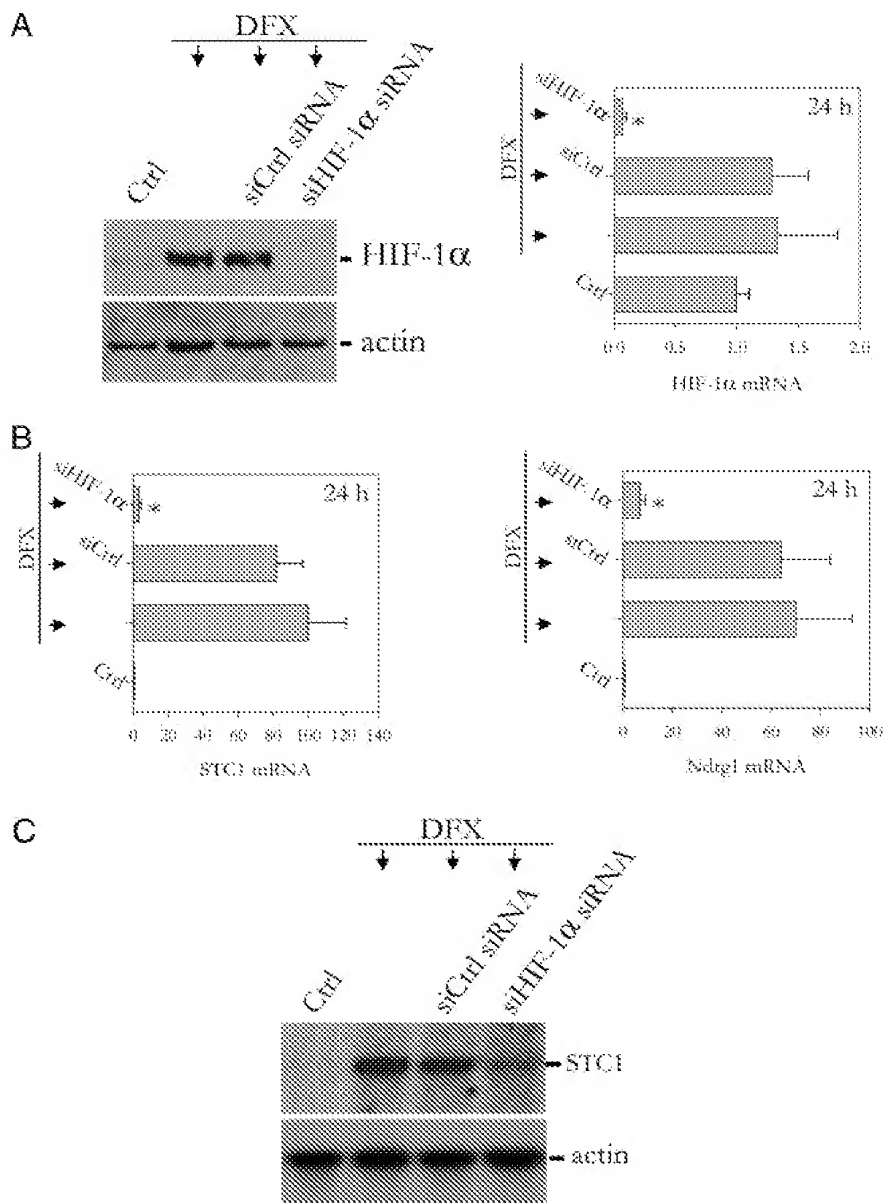 A
DFX
Ctrl
siCtrl siRNA
siHIF-1α siRNA
HIF-1α
actin
DFX
siHIF-1α
siCtrl
Ctrl
24 h
*
0.0 0.5 1.0 1.5 2.0
HIF-1α mRNA
B
DFX
siHIF-1α
siCtrl
Ctrl
24 h
*
0 20 40 60 80 100 120 140
STC1 mRNA
DFX
siHIF-1α
siCtrl
Ctrl
24 h
*
0 20 40 60 80 100
Ndrg1 mRNA
C
DFX
Ctrl
siCtrl siRNA
siHIF-1α siRNA
STC1
actin